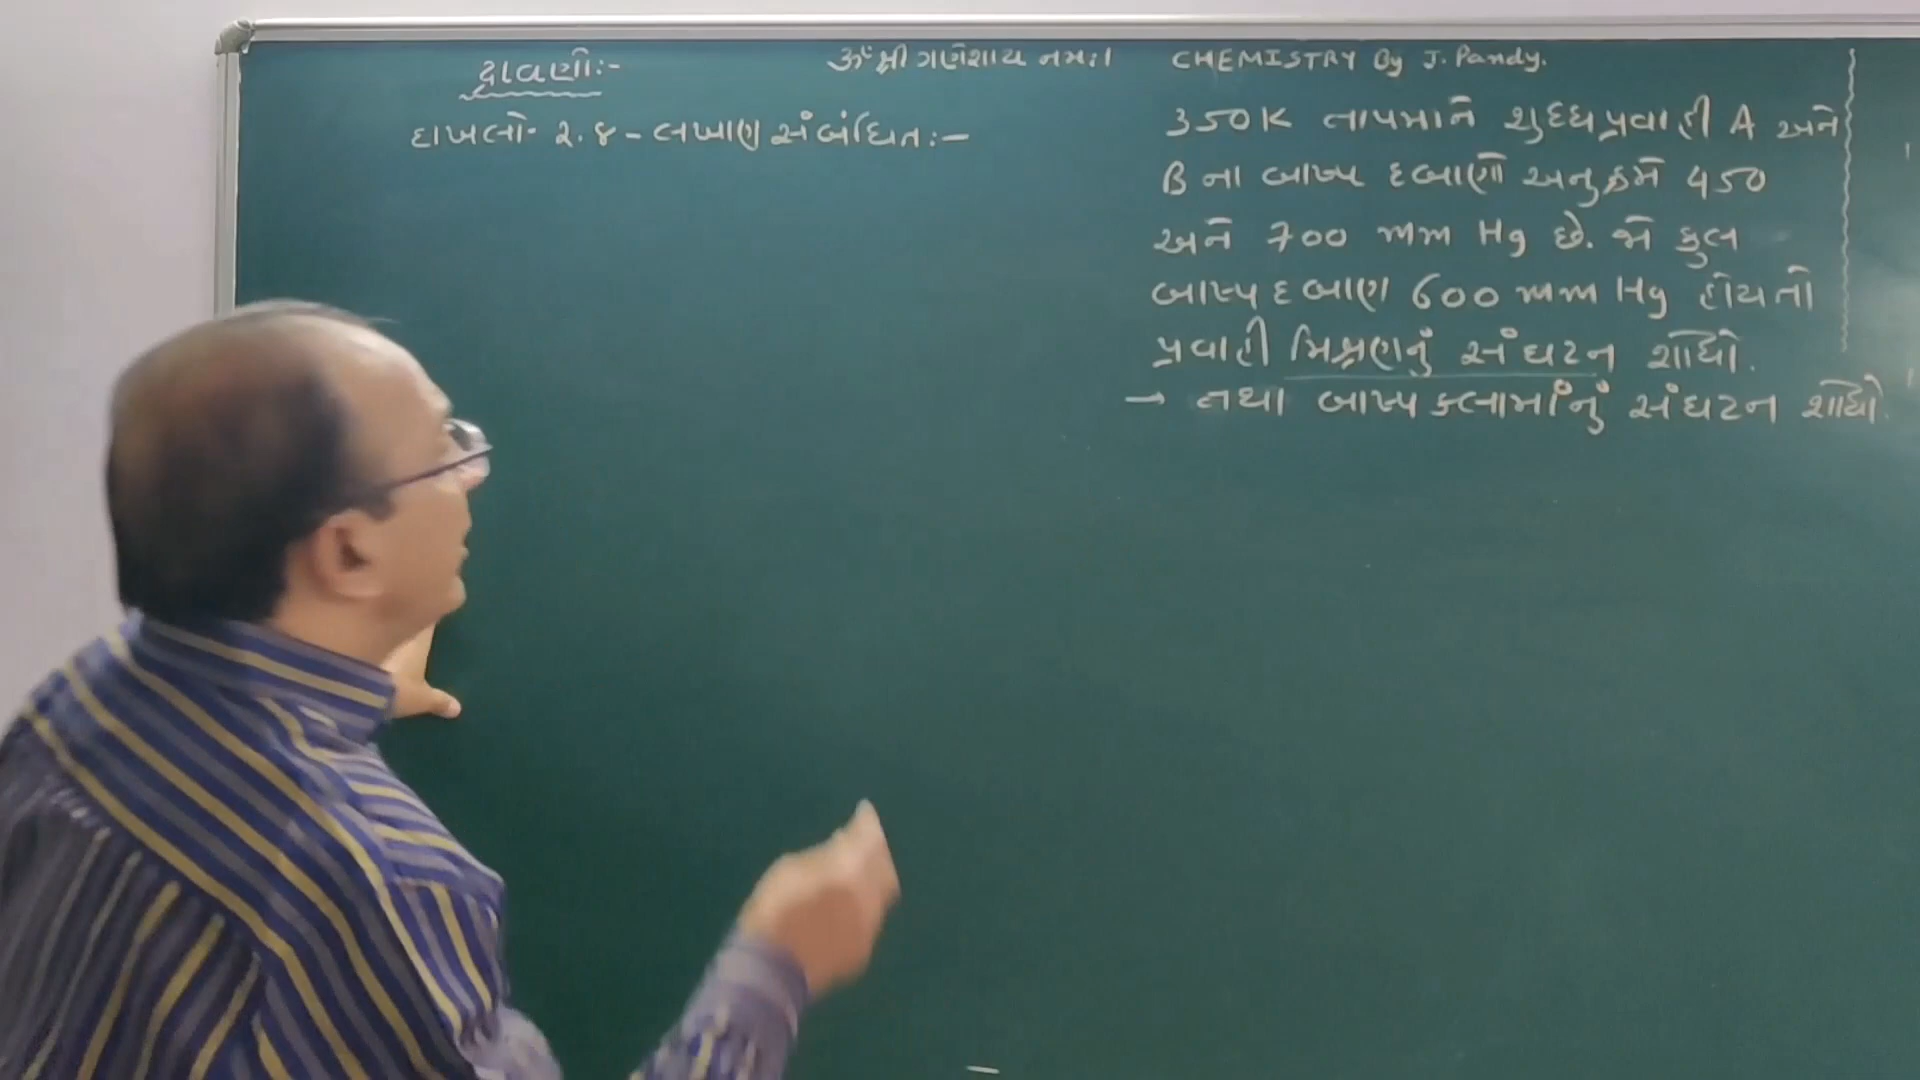 દ્રાવણો:-
ૐ શ્રી ગણેશાય નમઃ।
CHEMISTRY By J. Pandy.
દાખલો- ૨.૪ - લખાણ સંબંધિત:-
350K તાપમાને શુદ્ધ પ્રવાહી A અને
B ના બાષ્પ દબાણો અનુક્રમે 450
અને 700 mm Hg છે. જો કુલ
બાષ્પ દબાણ 600 mm Hg હોય તો
પ્રવાહી મિશ્રણનું સંઘટન શોધો.
→ તથા બાષ્પ કલામાંનું સંઘટન શોધો.